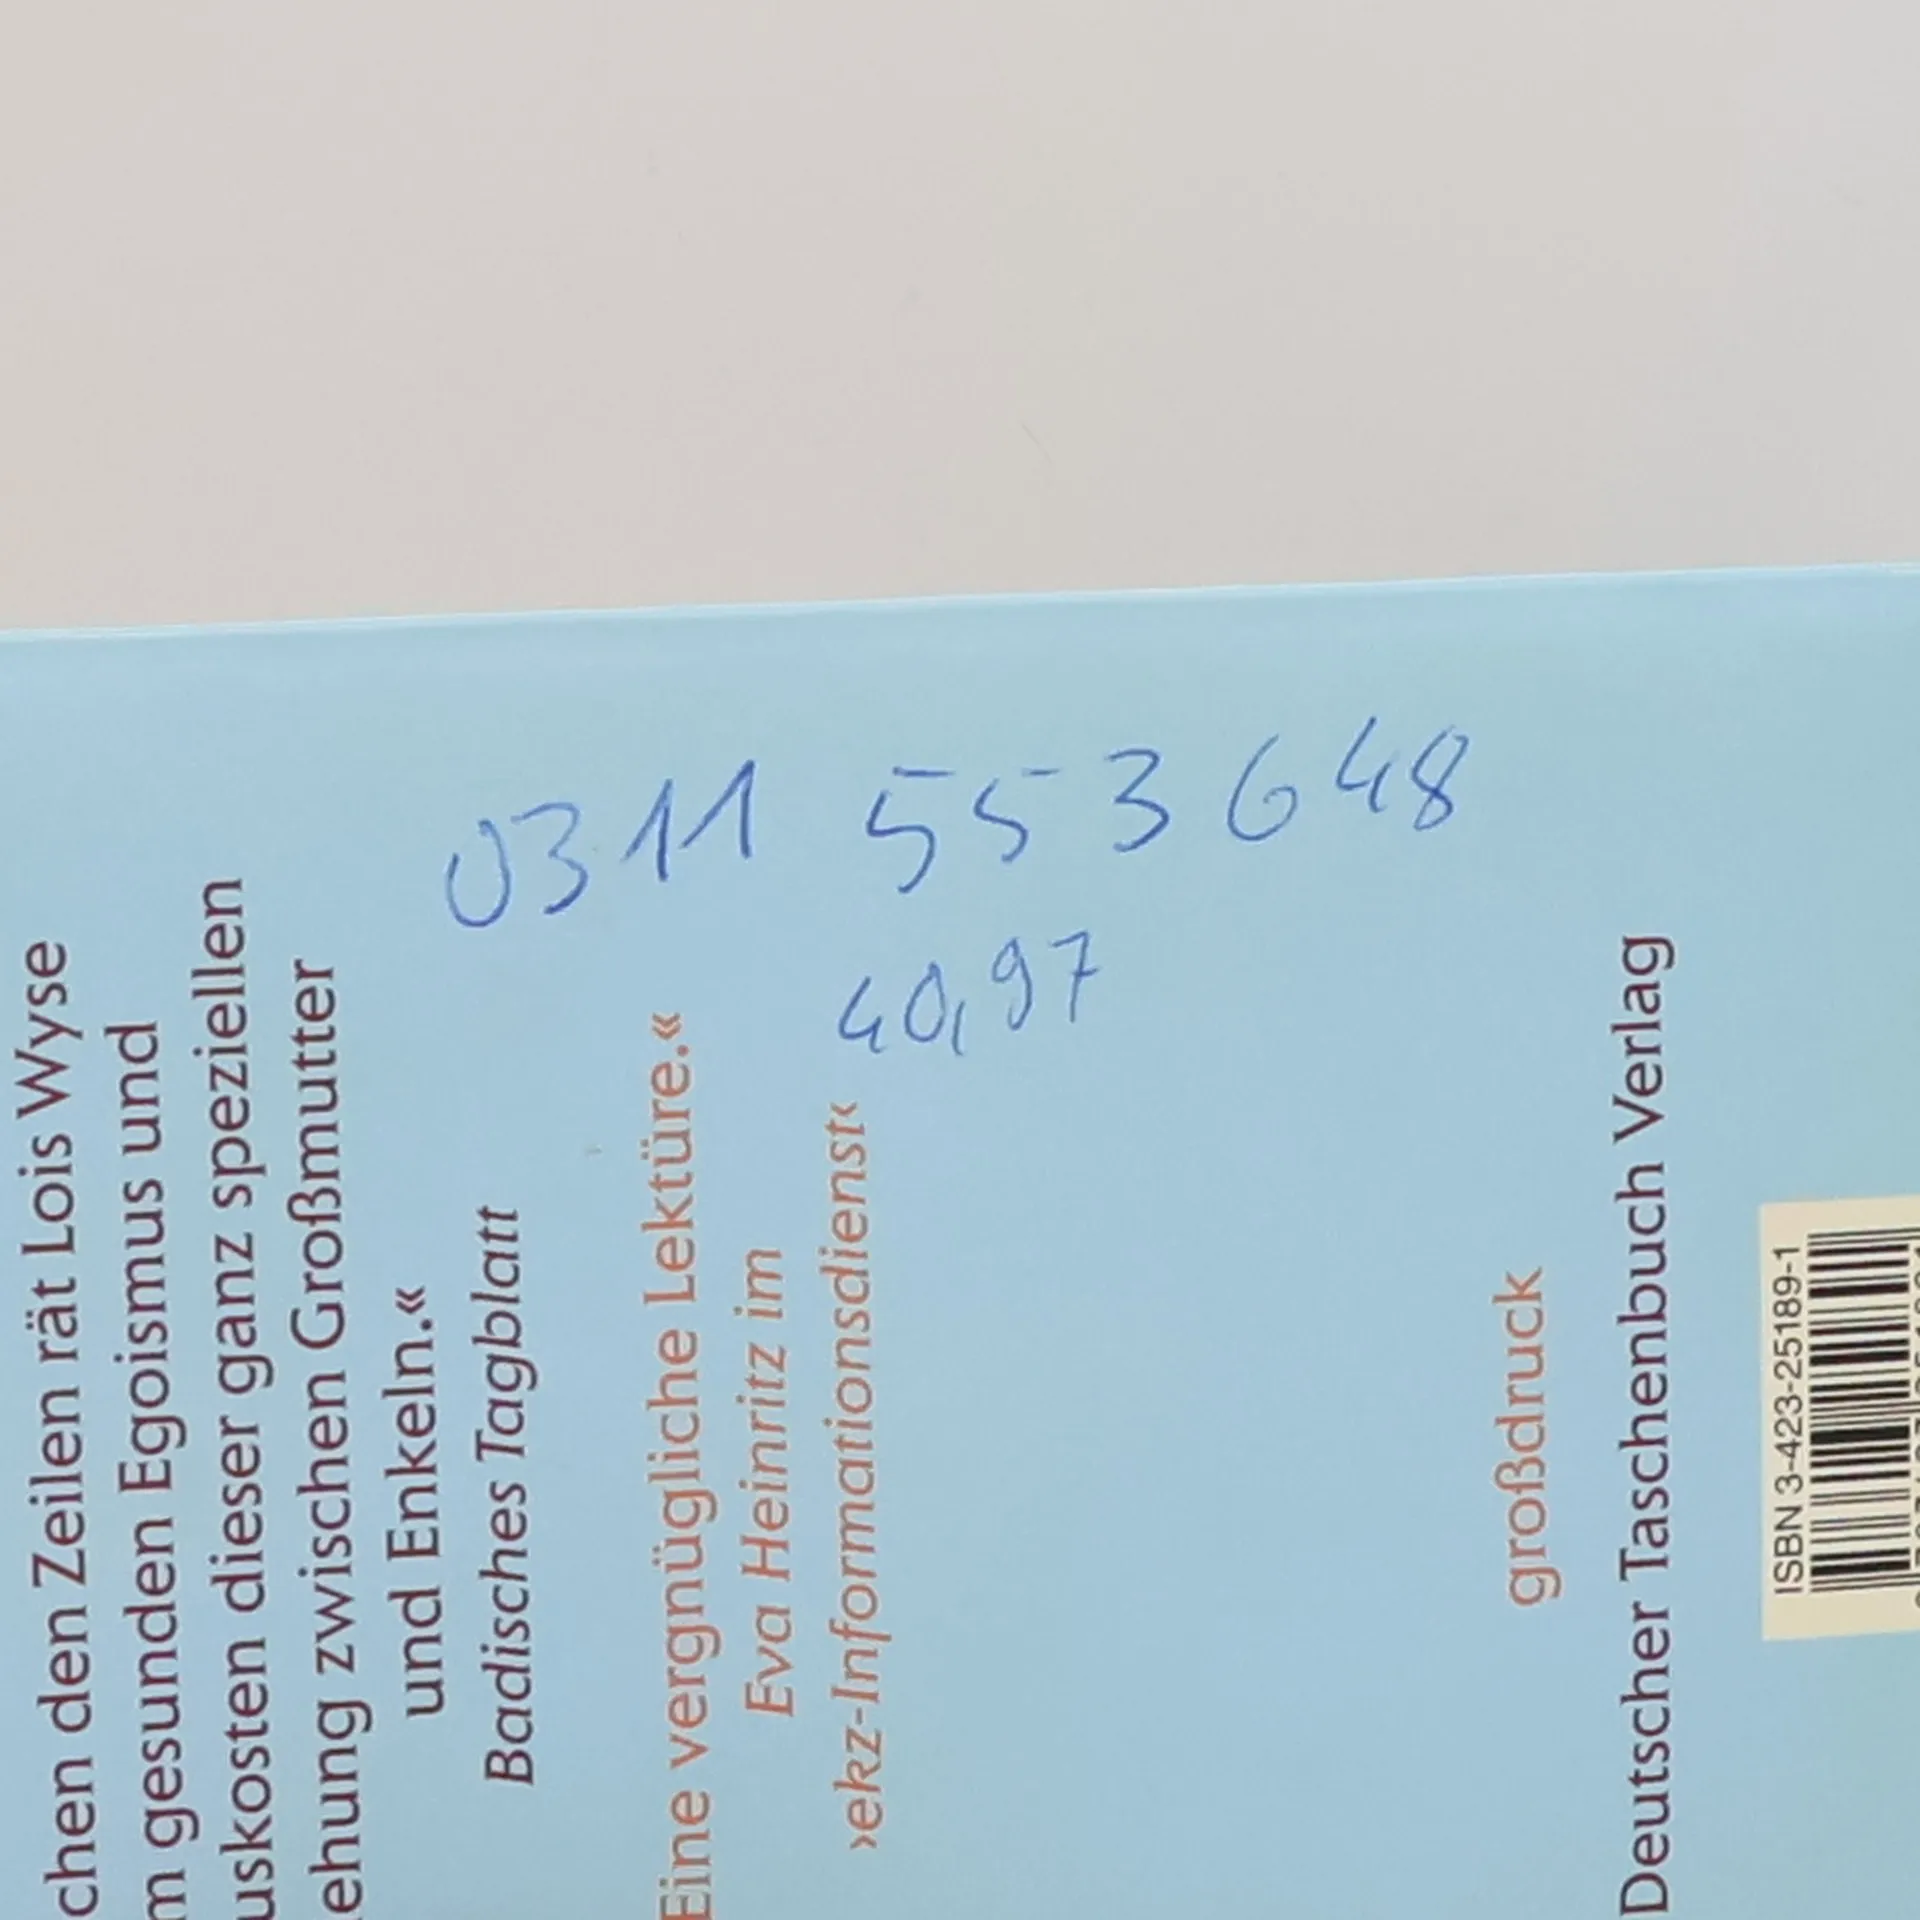 0311 553648
40,97
chen den Zeilen rät Lois Wyse
m gesunden Egoismus und
uskosten dieser ganz speziellen
ehung zwischen Großmutter
und Enkeln.«
Badisches Tagblatt
Eine vergnügliche Lektüre.«
Eva Heinritz im
›ekz-Informationsdienst‹
großdruck
Deutscher Taschenbuch Verlag
ISBN 3-423-25189-1